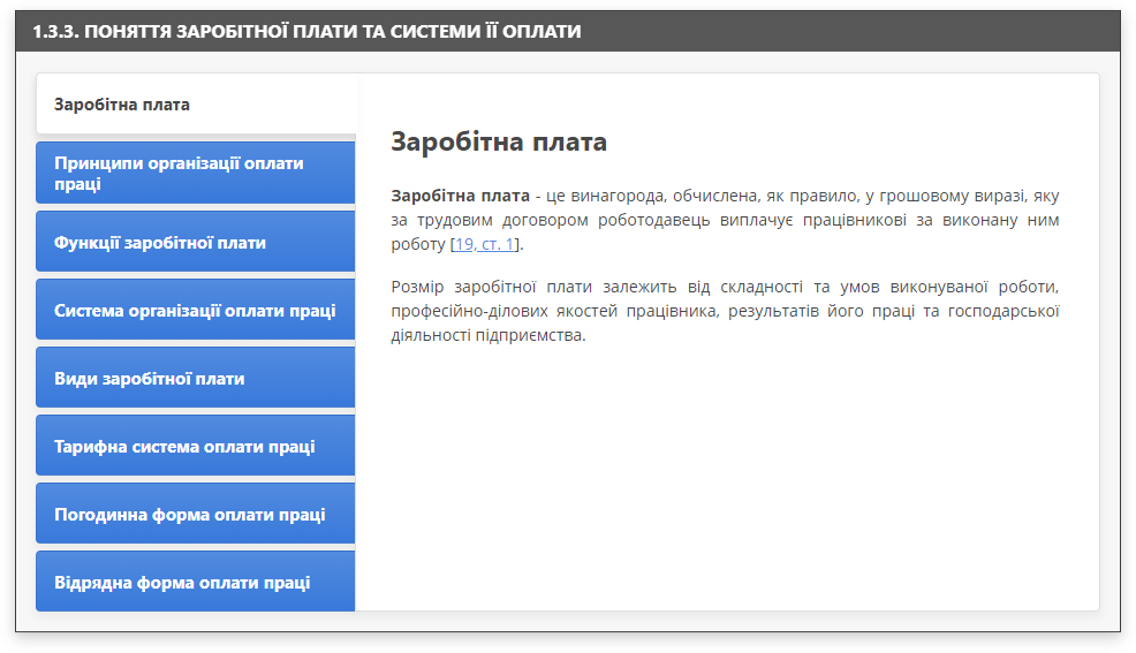 1.3.3. ПОНЯТТЯ ЗАРОБІТНОЇ ПЛАТИ ТА СИСТЕМИ ЇЇ ОПЛАТИ
Заробітна плата
Принципи організації оплати
праці
Функції заробітної плати
Система організації оплати праці
Види заробітної плати
Тарифна система оплати праці
Погодинна форма оплати праці
Відрядна форма оплати праці
Заробітна плата
Заробітна плата - це винагорода, обчислена, як правило, у грошовому виразі, яку
за трудовим договором роботодавець виплачує працівникові за виконану ним
роботу [19, ст. 1].
Розмір заробітної плати залежить від складності та умов виконуваної роботи,
професійно-ділових якостей працівника, результатів його праці та господарської
діяльності підприємства.